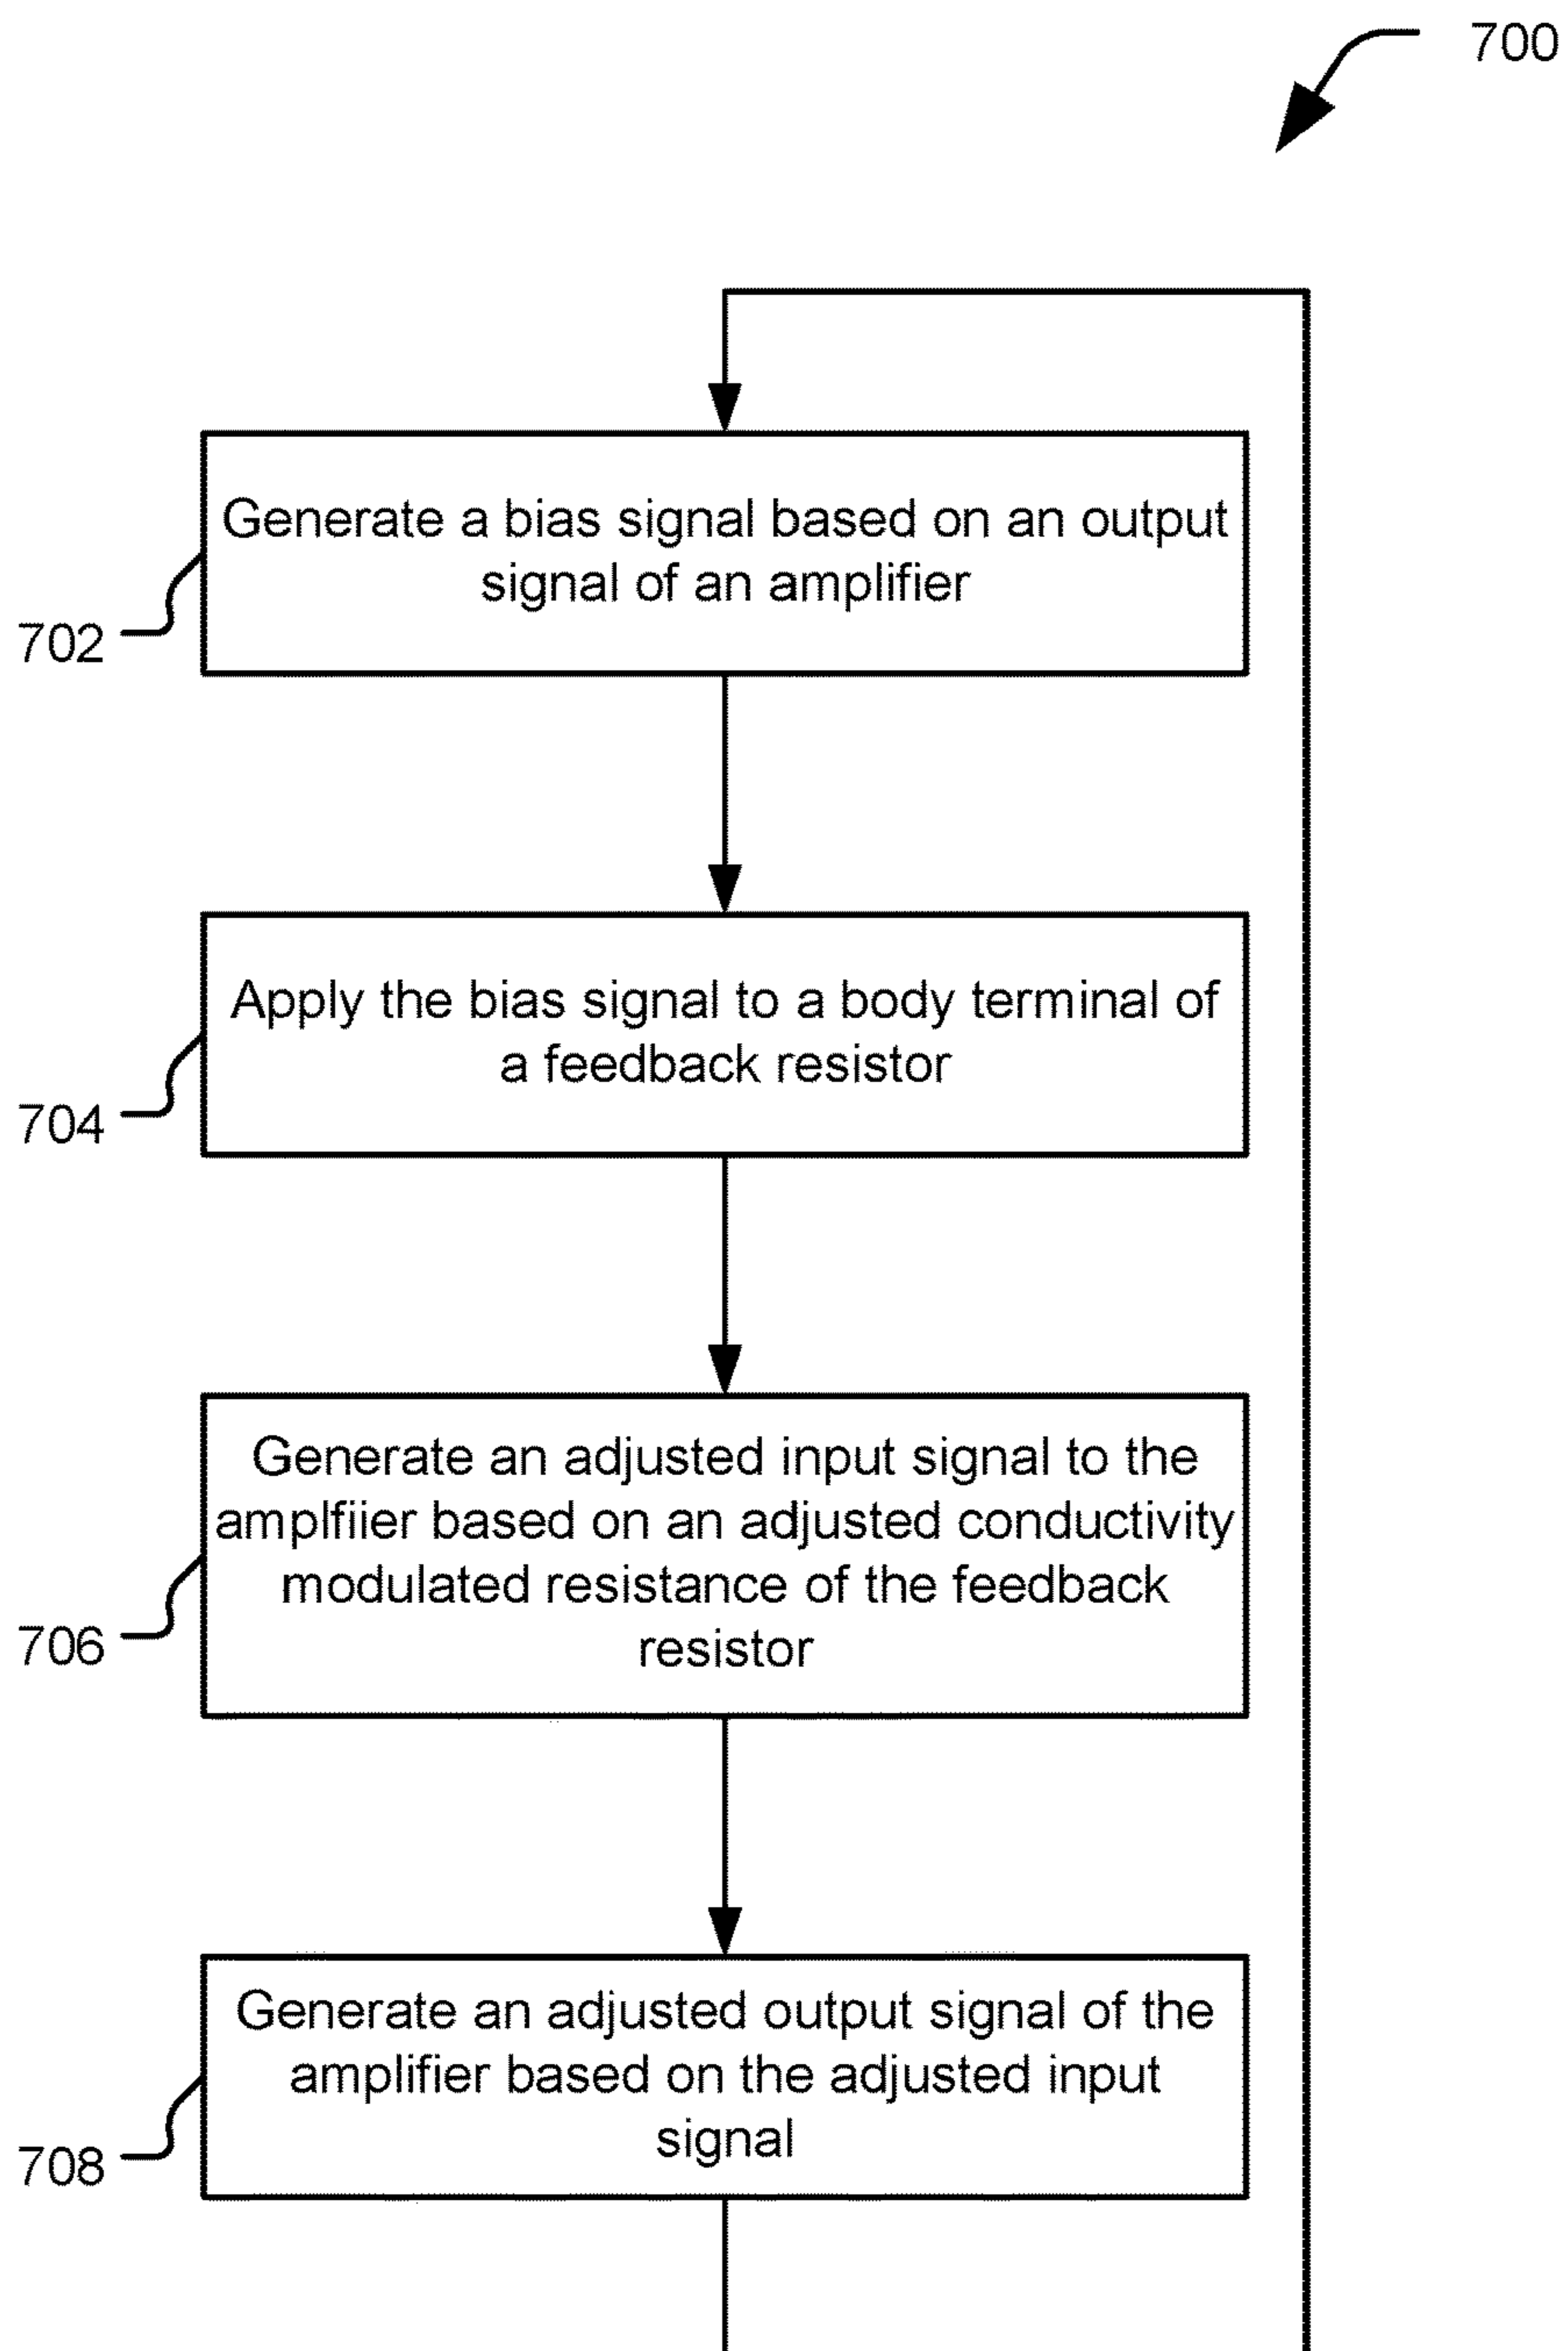 700
Generate a bias signal based on an output
signal of an amplifier
702
Apply the bias signal to a body terminal of
a feedback resistor
704
Generate an adjusted input signal to the
amplfiier based on an adjusted conductivity
modulated resistance of the feedback
resistor
706
Generate an adjusted output signal of the
amplifier based on the adjusted input
signal
708